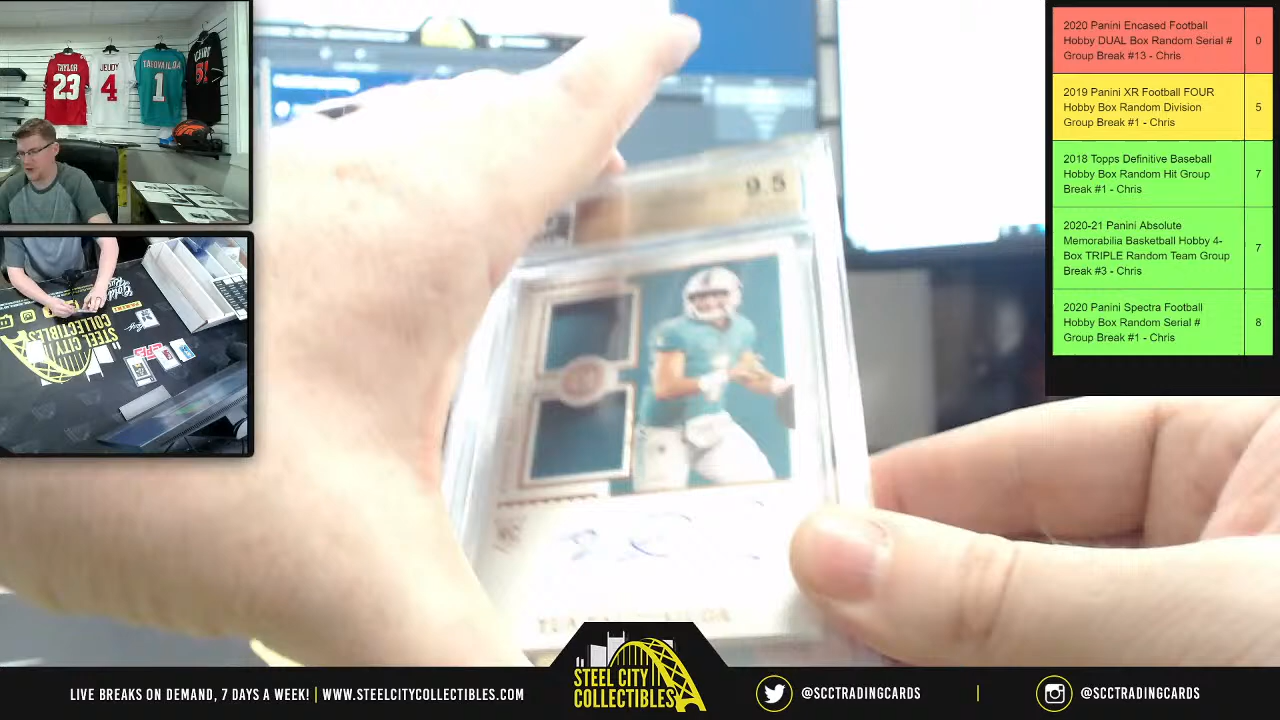 TAYLOR
23
JEUDY
4
TAGOVAILOA
1
STEEL CITY
COLLECTIBLES
9.5
2020 Panini Encased Football
Hobby DUAL Box Random Serial #
Group Break #13 - Chris
0
2019 Panini XR Football FOUR
Hobby Box Random Division
Group Break #1 - Chris
5
2018 Topps Definitive Baseball
Hobby Box Random Hit Group
Break #1 - Chris
7
2020-21 Panini Absolute
Memorabilia Basketball Hobby 4-
Box TRIPLE Random Team Group
Break #3 - Chris
7
2020 Panini Spectra Football
Hobby Box Random Serial #
Group Break #1 - Chris
8
LIVE BREAKS ON DEMAND, 7 DAYS A WEEK! | WWW.STEELCITYCOLLECTIBLES.COM
STEEL CITY
COLLECTIBLES
@SCCTRADINGCARDS
@SCCTRADINGCARDS